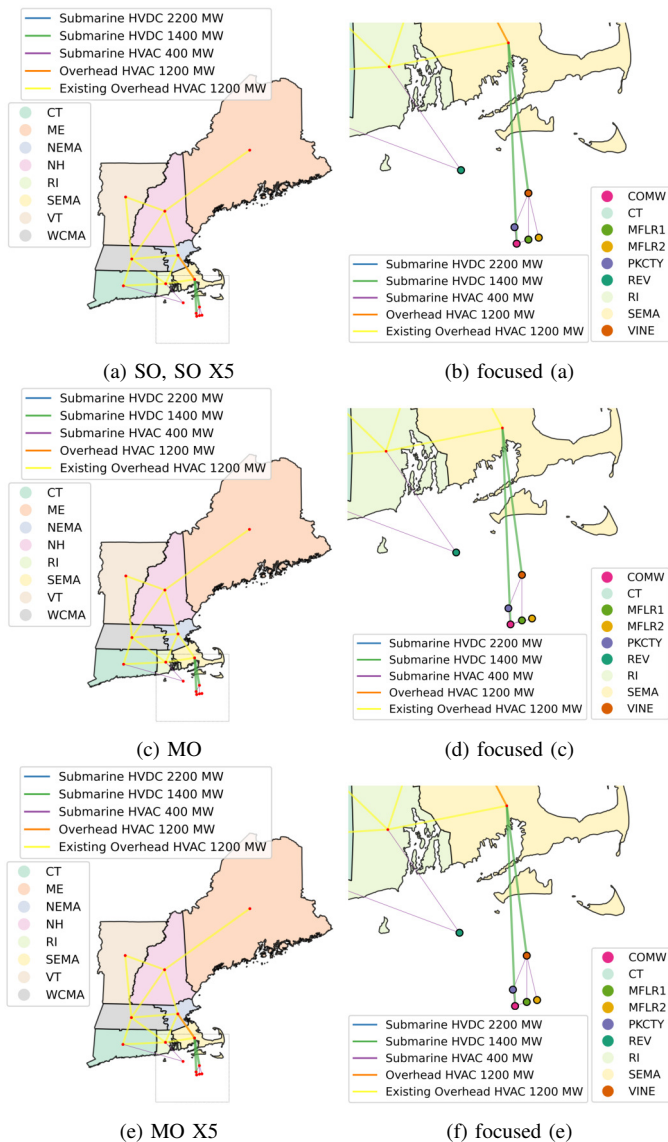 Submarine HVDC 2200 MW
Submarine HVDC 1400 MW
Submarine HVAC 400 MW
Overhead HVAC 1200 MW
Existing Overhead HVAC 1200 MW
CT
ME
NEMA
NH
RI
SEMA
VT
WCMA
(a) SO, SO X5
COMW
CT
MFLR1
MFLR2
PKCTY
REV
RI
SEMA
VINE
Submarine HVDC 2200 MW
Submarine HVDC 1400 MW
Submarine HVAC 400 MW
Overhead HVAC 1200 MW
Existing Overhead HVAC 1200 MW
(b) focused (a)
Submarine HVDC 2200 MW
Submarine HVDC 1400 MW
Submarine HVAC 400 MW
Overhead HVAC 1200 MW
Existing Overhead HVAC 1200 MW
CT
ME
NEMA
NH
RI
SEMA
VT
WCMA
(c) MO
COMW
CT
MFLR1
MFLR2
PKCTY
REV
RI
SEMA
VINE
Submarine HVDC 2200 MW
Submarine HVDC 1400 MW
Submarine HVAC 400 MW
Overhead HVAC 1200 MW
Existing Overhead HVAC 1200 MW
(d) focused (c)
Submarine HVDC 2200 MW
Submarine HVDC 1400 MW
Submarine HVAC 400 MW
Overhead HVAC 1200 MW
Existing Overhead HVAC 1200 MW
CT
ME
NEMA
NH
RI
SEMA
VT
WCMA
(e) MO X5
COMW
CT
MFLR1
MFLR2
PKCTY
REV
RI
SEMA
VINE
Submarine HVDC 2200 MW
Submarine HVDC 1400 MW
Submarine HVAC 400 MW
Overhead HVAC 1200 MW
Existing Overhead HVAC 1200 MW
(f) focused (e)